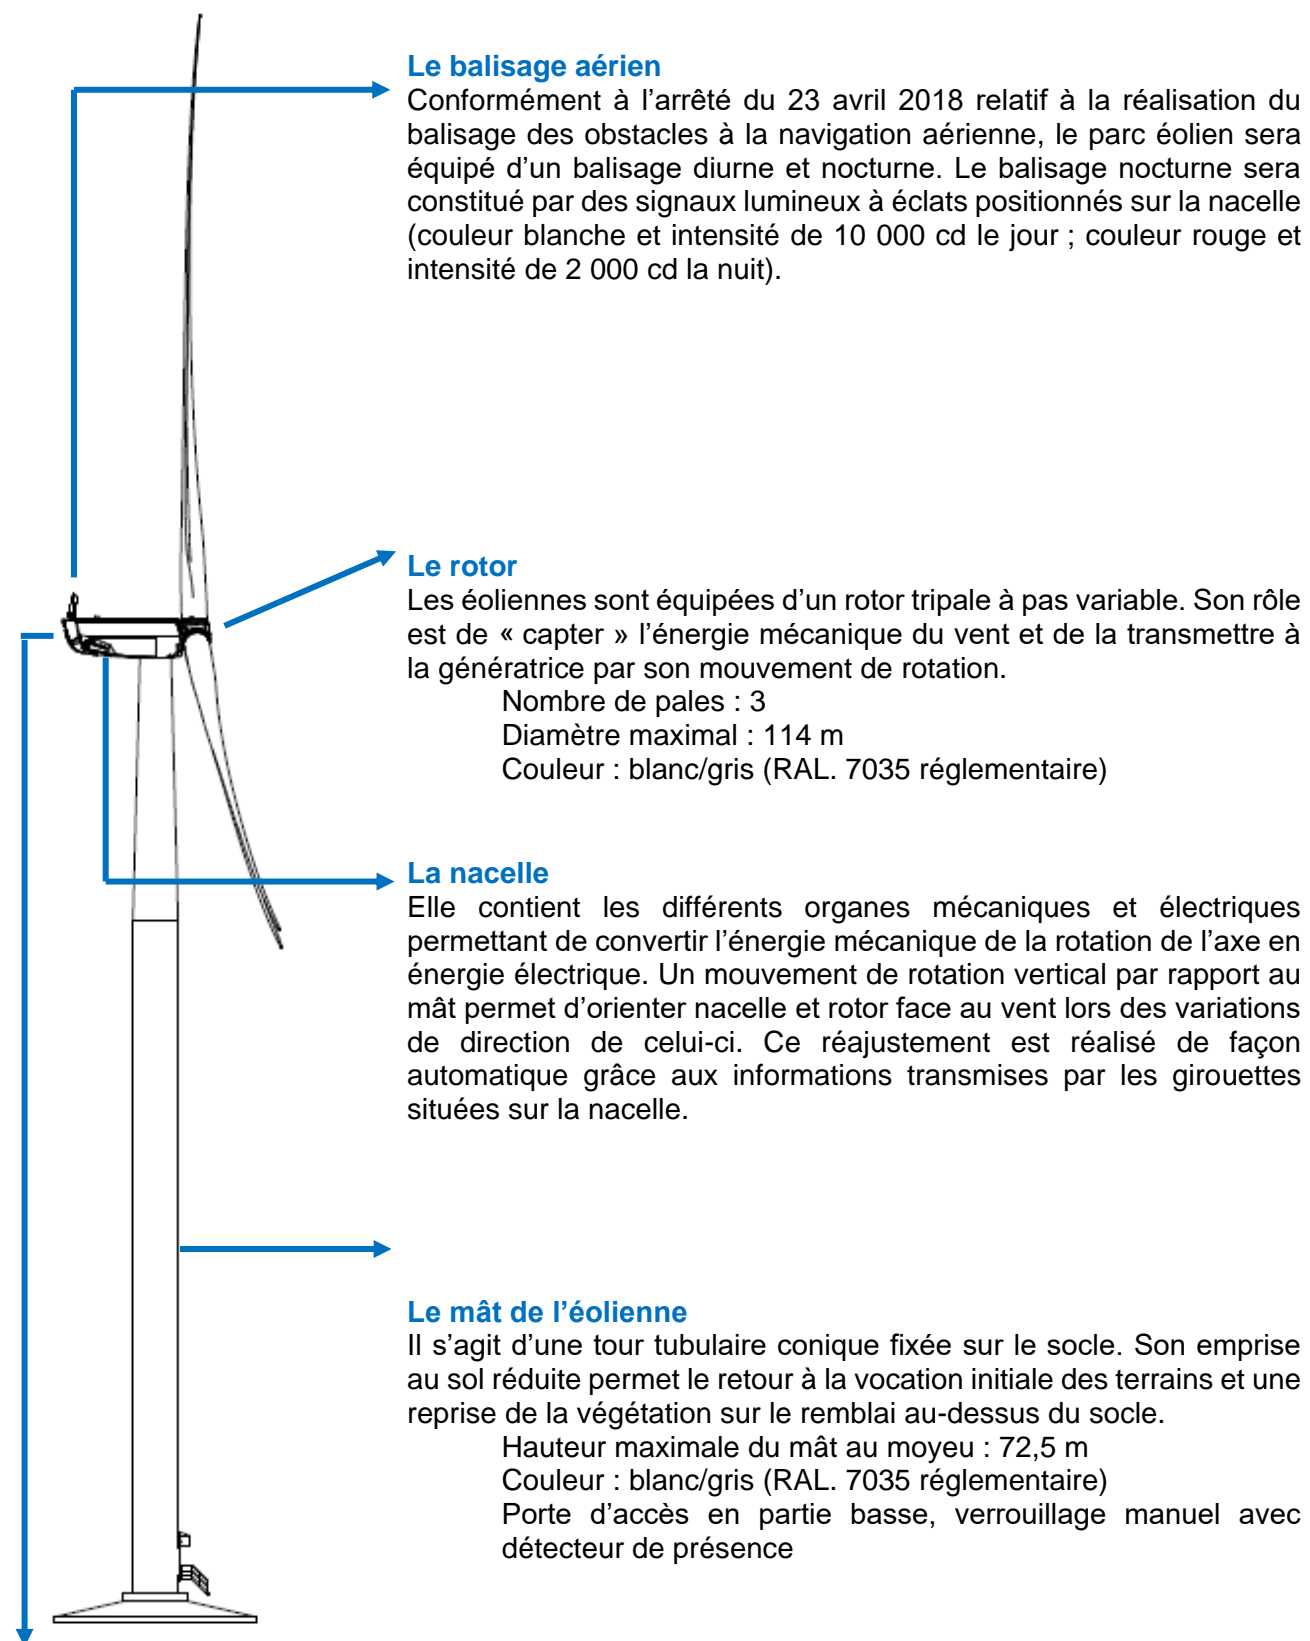 Le balisage aérien
Conformément à l’arrêté du 23 avril 2018 relatif à la réalisation du
balisage des obstacles à la navigation aérienne, le parc éolien sera
équipé d’un balisage diurne et nocturne. Le balisage nocturne sera
constitué par des signaux lumineux à éclats positionnés sur la nacelle
(couleur blanche et intensité de 10 000 cd le jour ; couleur rouge et
intensité de 2 000 cd la nuit).
Le rotor
Les éoliennes sont équipées d’un rotor tripale à pas variable. Son rôle
est de « capter » l’énergie mécanique du vent et de la transmettre à
la génératrice par son mouvement de rotation.
Nombre de pales : 3
Diamètre maximal : 114 m
Couleur : blanc/gris (RAL. 7035 réglementaire)
La nacelle
Elle contient les différents organes mécaniques et électriques
permettant de convertir l’énergie mécanique de la rotation de l’axe en
énergie électrique. Un mouvement de rotation vertical par rapport au
mât permet d’orienter nacelle et rotor face au vent lors des variations
de direction de celui-ci. Ce réajustement est réalisé de façon
automatique grâce aux informations transmises par les girouettes
situées sur la nacelle.
Le mât de l’éolienne
Il s’agit d’une tour tubulaire conique fixée sur le socle. Son emprise
au sol réduite permet le retour à la vocation initiale des terrains et une
reprise de la végétation sur le remblai au-dessus du socle.
Hauteur maximale du mât au moyeu : 72,5 m
Couleur : blanc/gris (RAL. 7035 réglementaire)
Porte d’accès en partie basse, verrouillage manuel avec
détecteur de présence